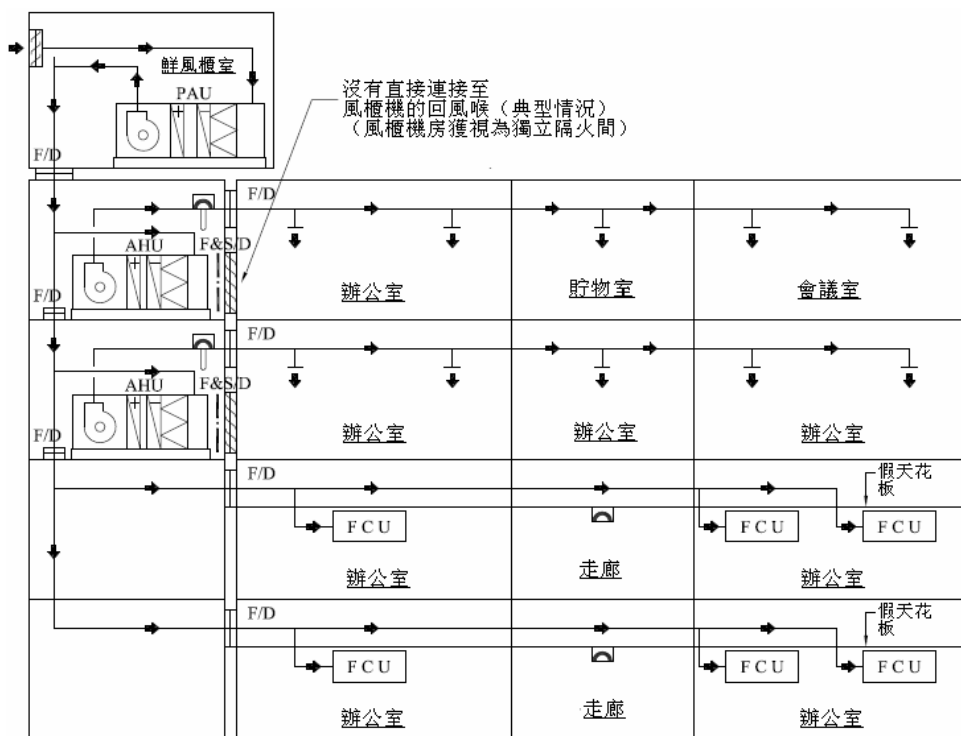 鮮風櫃室
PAU
沒有直接連接至
風櫃機的回風喉（典型情況）
（風櫃機房獲視為獨立隔火間）
F/D
F/D
AHU
F&S/D
F/D
辦公室
貯物室
會議室
F/D
AHU
F&S/D
F/D
辦公室
辦公室
辦公室
F/D
假天花
板
FCU
FCU
FCU
辦公室
走廊
辦公室
F/D
假天花
板
FCU
FCU
FCU
辦公室
走廊
辦公室